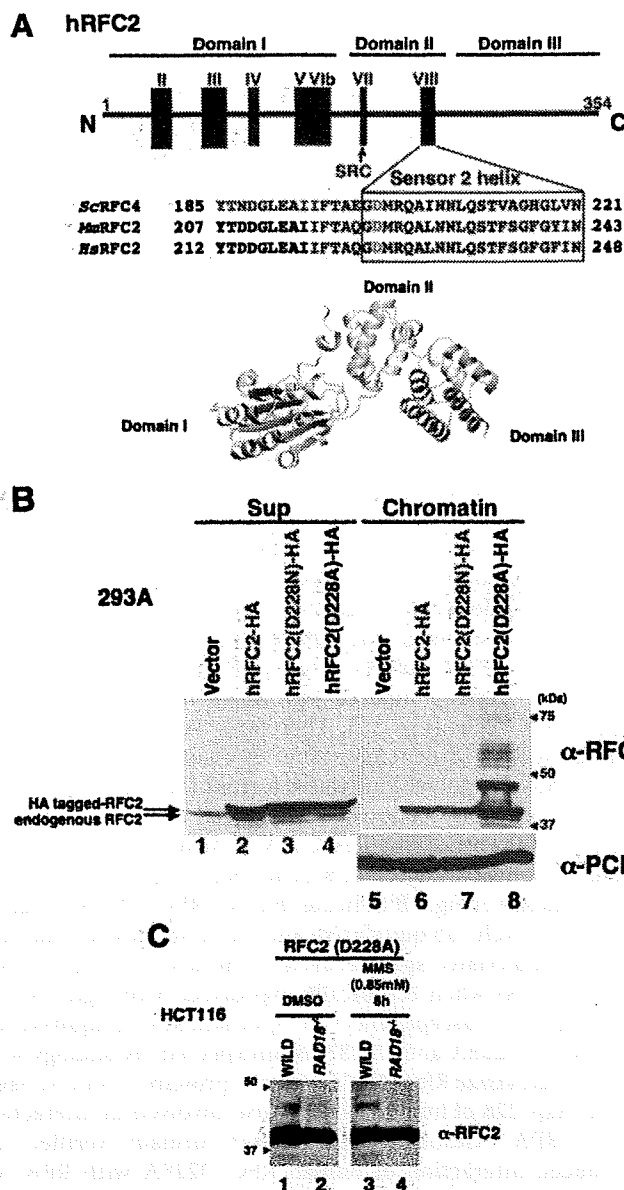 A hRFC2
Domain I Domain II Domain III
II III IV V VIb VII VIII
1 354
N C
SRC
Sensor 2 helix
ScRFC4 185 YTNDGLEAIIFTAEGDMRQAINNLQSTVAGHGLVN 221
MmRFC2 207 YTDDGLEAIIFTAQGDMRQALNNLQSTFSGFGYIN 243
HsRFC2 212 YTDDGLEAIIFTAQGDMRQALNNLQSTFSGFGFIN 248
Domain II
Domain I
Domain III
B
Sup Chromatin
293A
Vector hRFC2-HA hRFC2(D228N)-HA hRFC2(D228A)-HA Vector hRFC2-HA hRFC2(D228N)-HA hRFC2(D228A)-HA
(kDa)
75
α-RFC
50
HA tagged-RFC2
endogenous RFC2
37
1 2 3 4
α-PCI
5 6 7 8
C
RFC2 (D228A)
MMS
(0.85mM)
DMSO 6h
HCT116
WILD RAD18-/- WILD RAD18-/-
50
α-RFC2
37
1 2 3 4